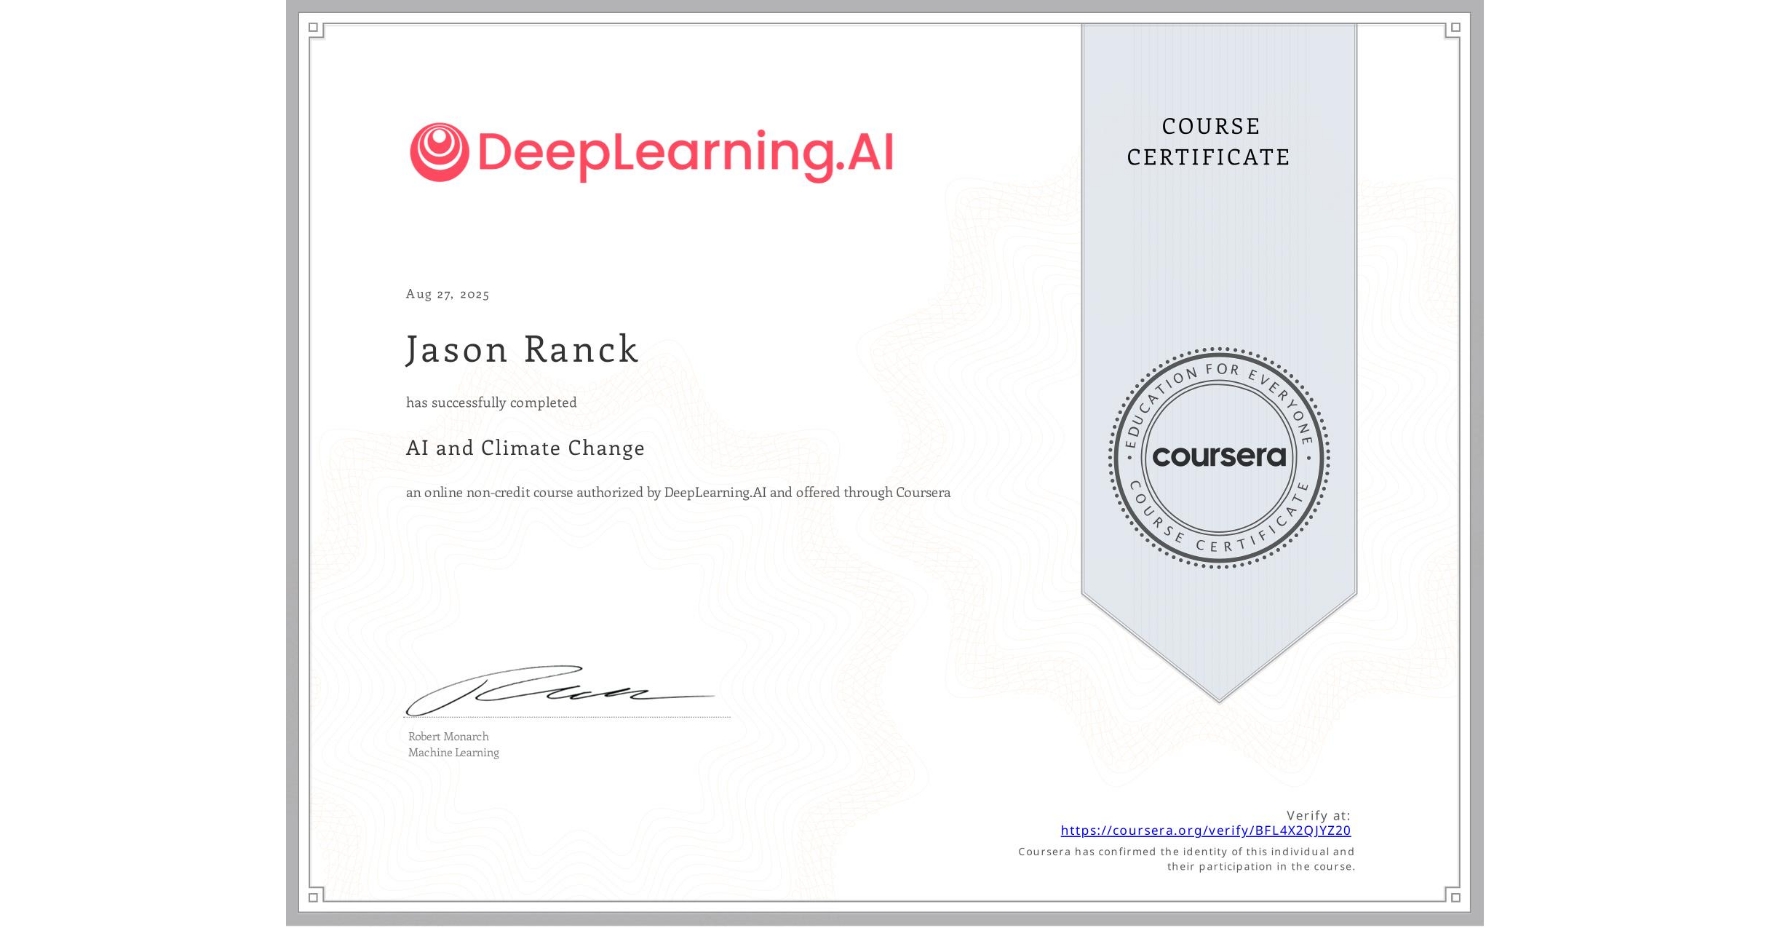 DeepLearning.AI
COURSE
CERTIFICATE
Aug 27, 2025
Jason Ranck
has successfully completed
AI and Climate Change
an online non-credit course authorized by DeepLearning.AI and offered through Coursera
EDUCATION FOR EVERYONE
coursera
COURSE CERTIFICATE
Robert Monarch
Machine Learning
Verify at:
https://coursera.org/verify/BFL4X2QJYZ20
Coursera has confirmed the identity of this individual and
their participation in the course.